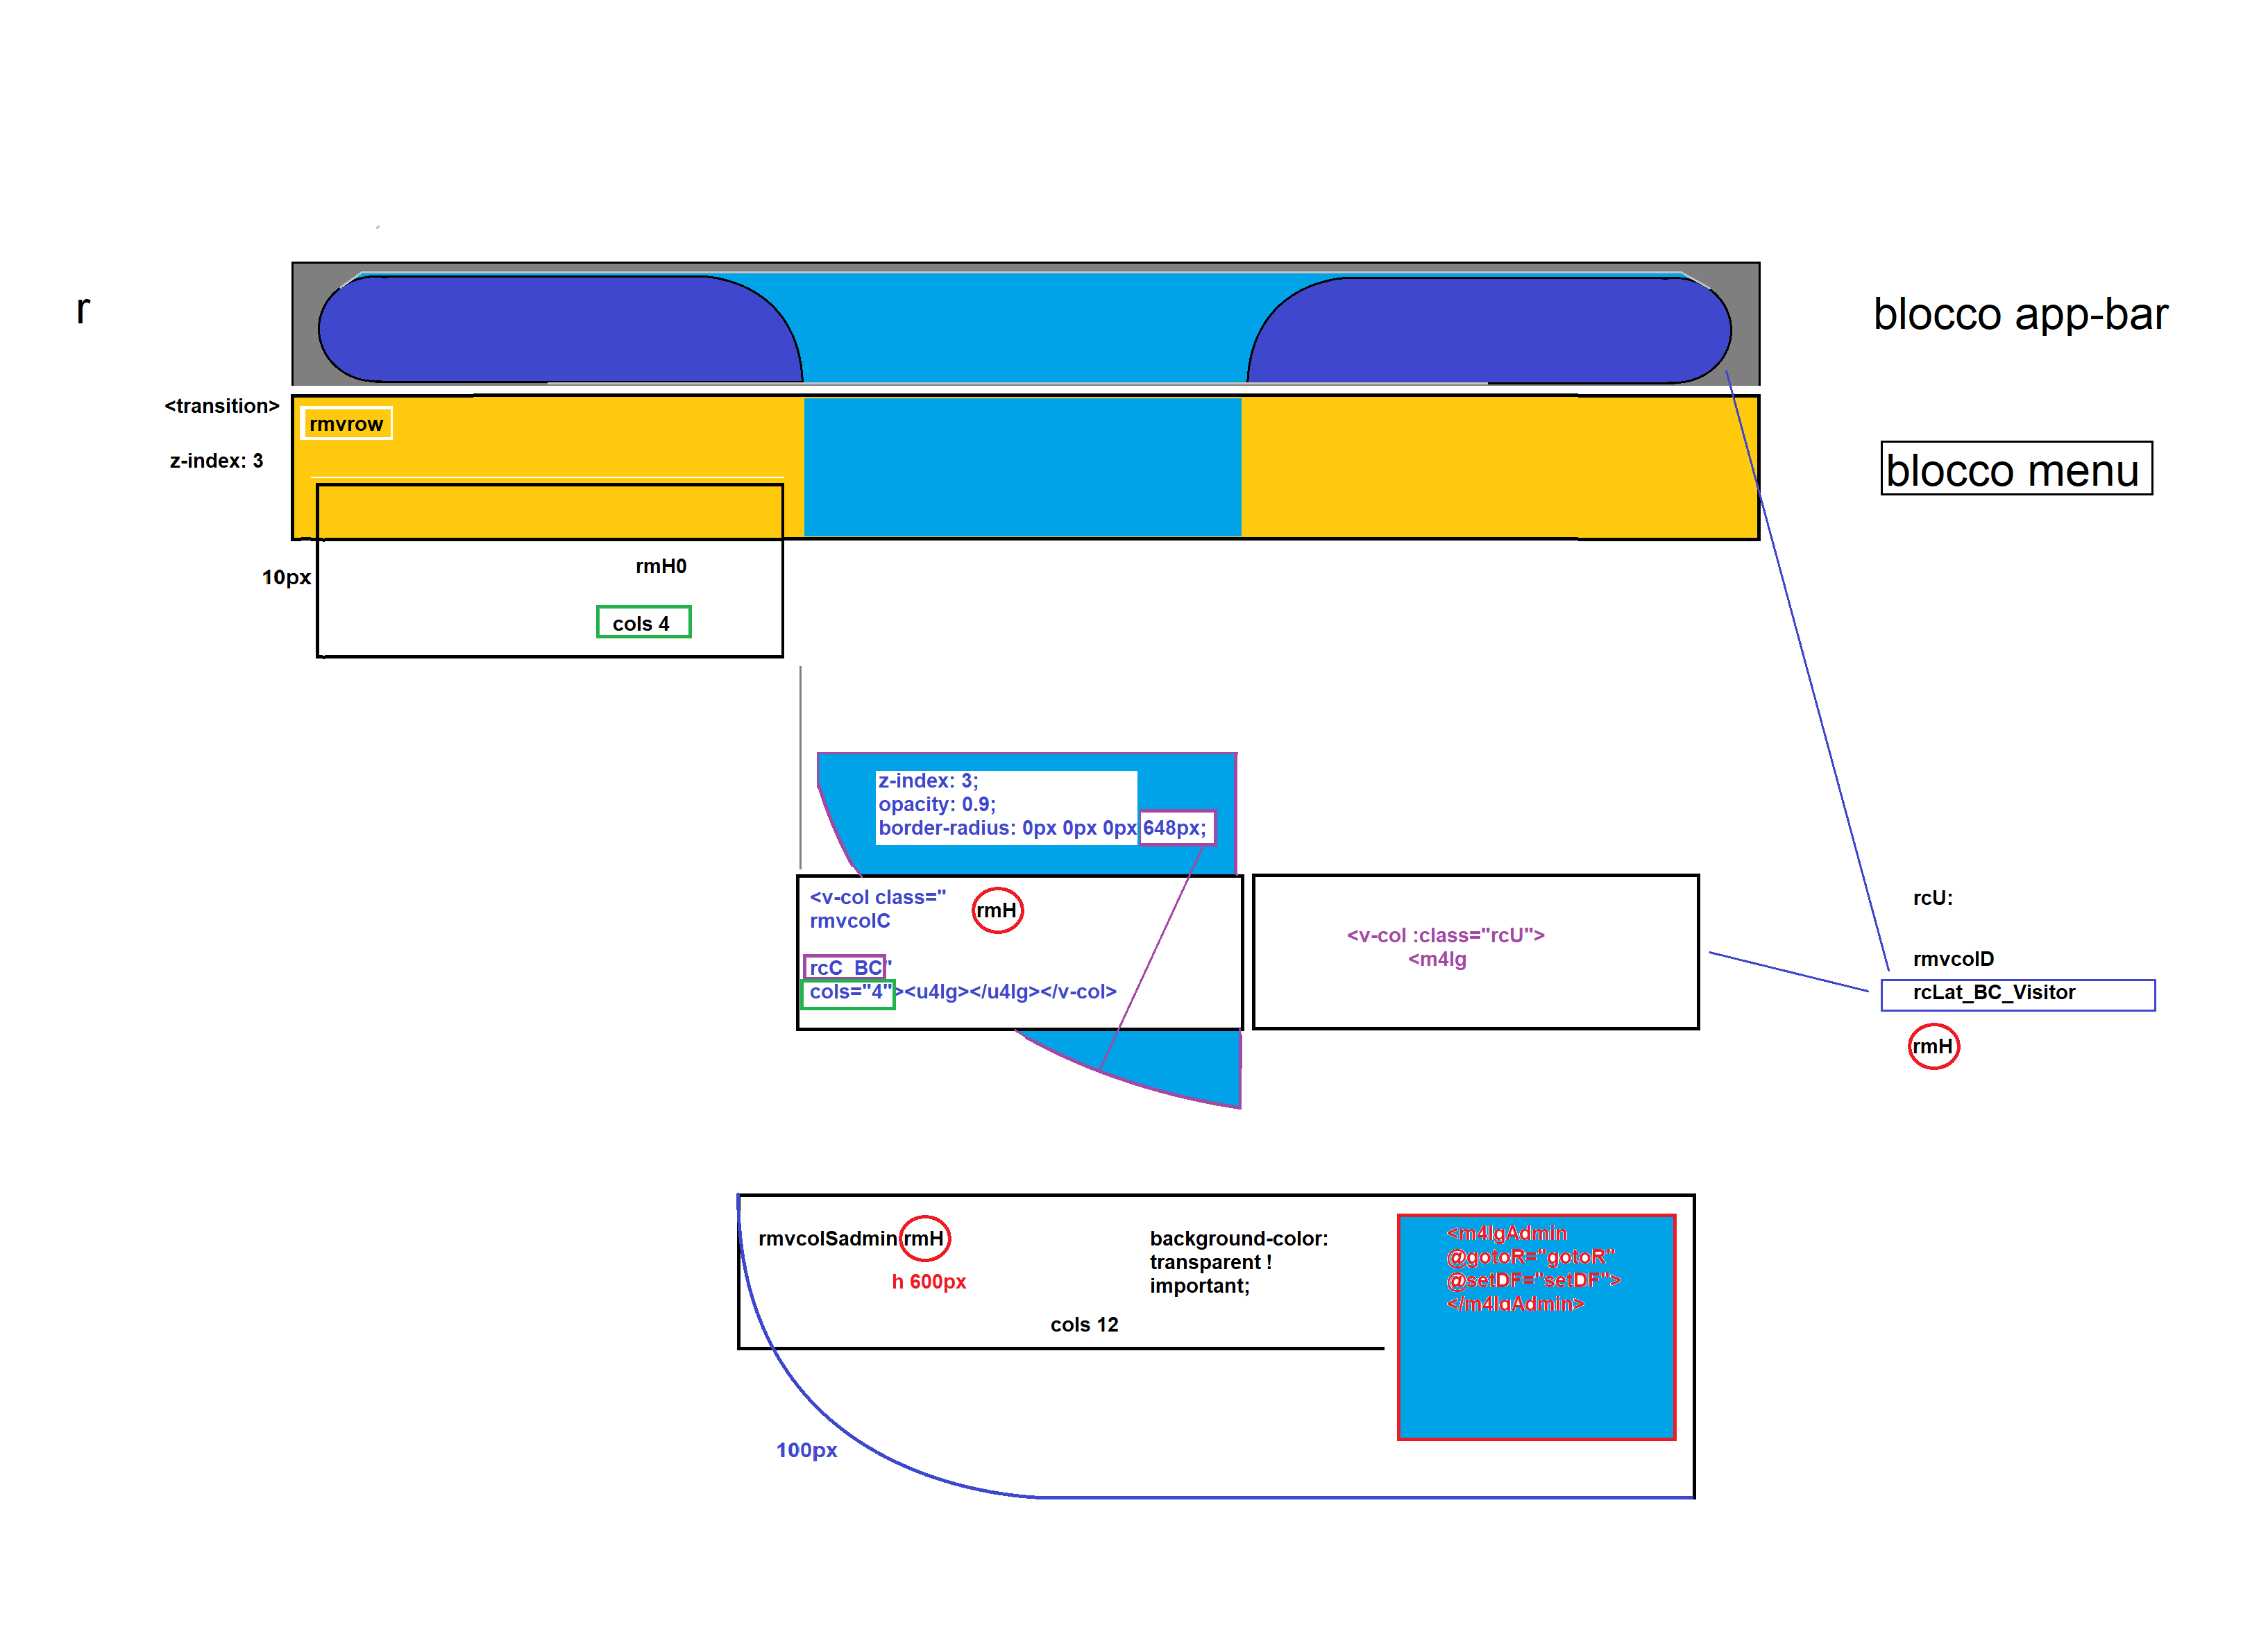 r
blocco app-bar
<transition>
rmvrow
z-index: 3
blocco menu
10px
rmH0
cols 4
z-index: 3;
opacity: 0.9;
border-radius: 0px 0px 0px 648px;
<v-col class="
rmH
rmvcolC
rcC_BC"
cols="4"><u4lg></u4lg></v-col>
<v-col :class="rcU">
<m4lg
rcU:
rmvcolD
rcLat_BC_Visitor
rmH
rmvcolSadmin rmH
h 600px
background-color:
transparent !
important;
cols 12
<m4lgAdmin
@gotoR="gotoR"
@setDF="setDF">
</m4lgAdmin>
100px